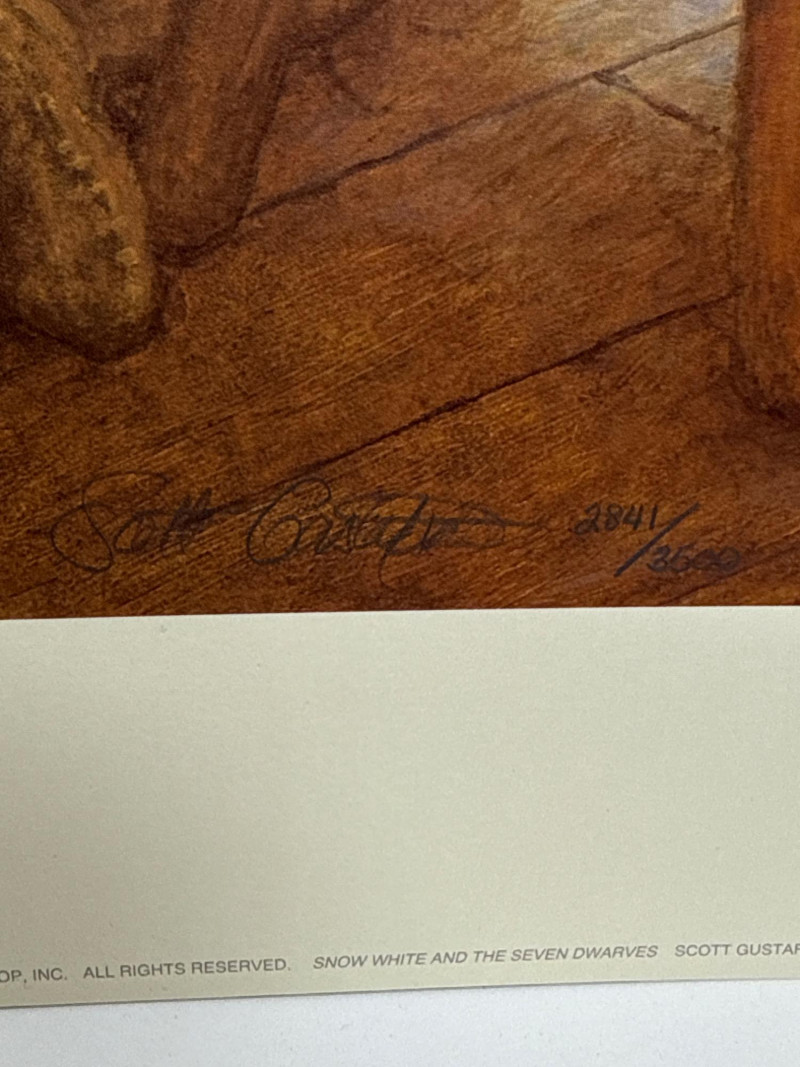 Scott Gustafson 2841/3500
OP, INC. ALL RIGHTS RESERVED. SNOW WHITE AND THE SEVEN DWARVES SCOTT GUSTAF